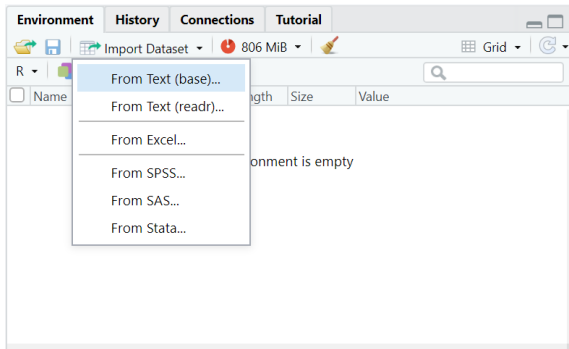 Environment History Connections Tutorial
Import Dataset 806 MiB Grid
R
Name Size Value
From Text (base)...
From Text (readr)...
From Excel...
onment is empty
From SPSS...
From SAS...
From Stata...